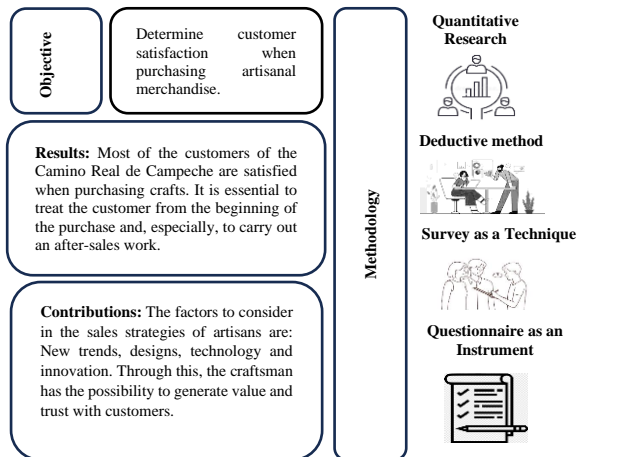 Objective
Determine customer
satisfaction when
purchasing artisanal
merchandise.
Results: Most of the customers of the
Camino Real de Campeche are satisfied
when purchasing crafts. It is essential to
treat the customer from the beginning of
the purchase and, especially, to carry out
an after-sales work.
Contributions: The factors to consider
in the sales strategies of artisans are:
New trends, designs, technology and
innovation. Through this, the craftsman
has the possibility to generate value and
trust with customers.
Methodology
Quantitative
Research
Deductive method
Survey as a Technique
Questionnaire as an
Instrument